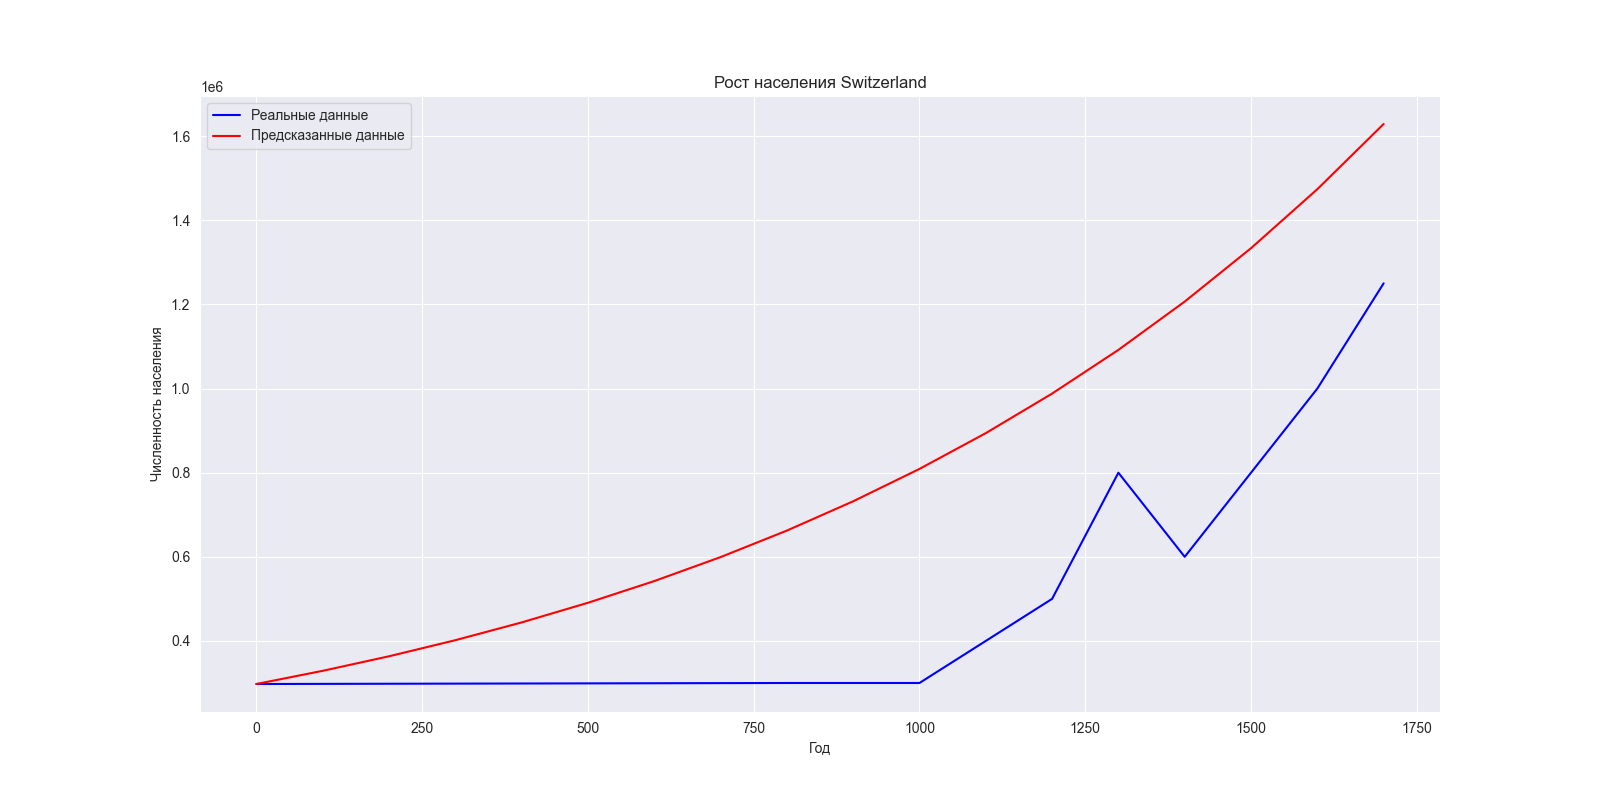 Рост населения Switzerland
1e6
Реальные данные
Предсказанные данные
1.6
1.4
1.2
1.0
0.8
0.6
0.4
Численность населения
0 250 500 750 1000 1250 1500 1750
Год